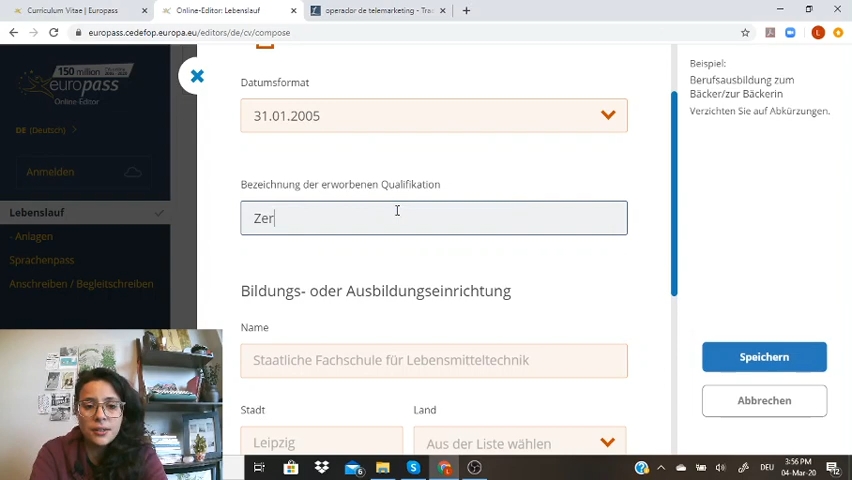 Curriculum Vitae | Europass
Online-Editor: Lebenslauf
operador de telemarketing - Tra
europass.cedefop.europa.eu/editors/de/cv/compose
L
150 million
europass
Online Editor
DE (Deutsch)
Anmelden
Lebenslauf
- Anlagen
Sprachenpass
Anschreiben / Begleitschreiben
Datumsformat
31.01.2005
Bezeichnung der erworbenen Qualifikation
Zer
Bildungs- oder Ausbildungseinrichtung
Name
Staatliche Fachschule für Lebensmitteltechnik
Stadt
Land
Leipzig
Aus der Liste wählen
Beispiel:
Berufsausbildung zum
Bäcker/zur Bäckerin
Verzichten Sie auf Abkürzungen.
Speichern
Abbrechen
DEU
3:56 PM
04-Mar-20